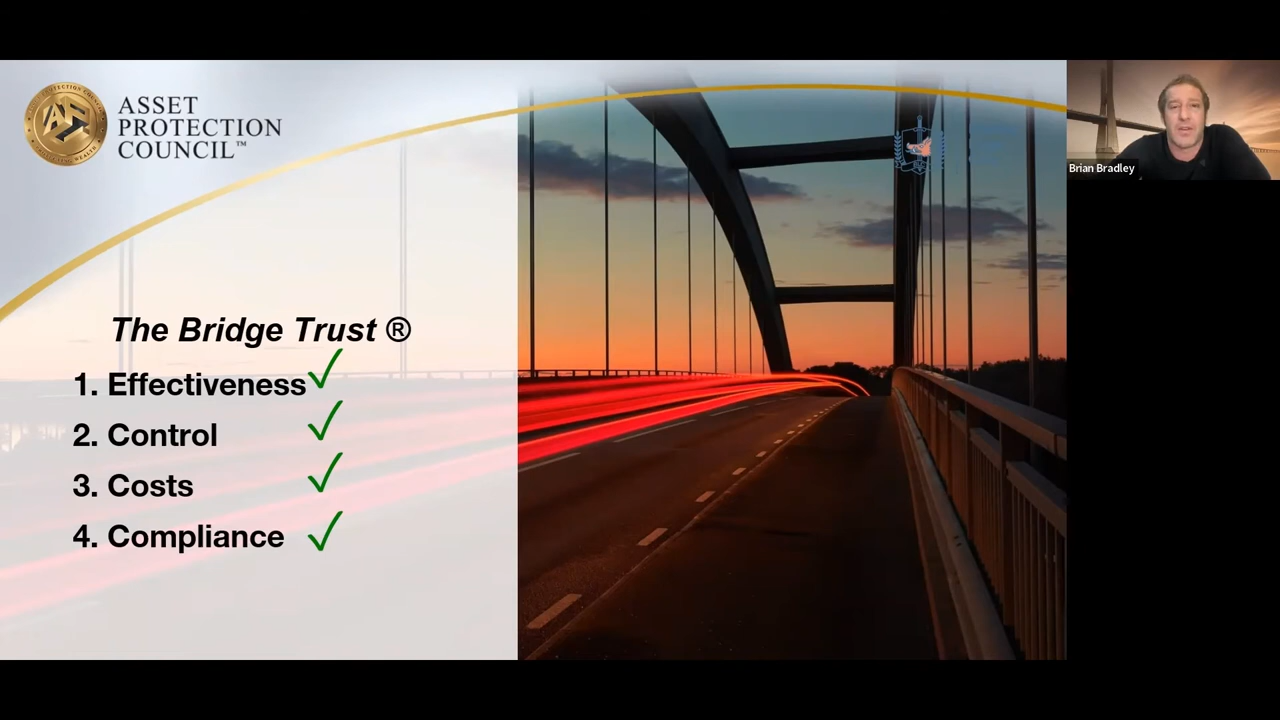 ASSET
PROTECTION
COUNCIL™
The Bridge Trust ®
1. Effectiveness
2. Control
3. Costs
4. Compliance
Brian Bradley